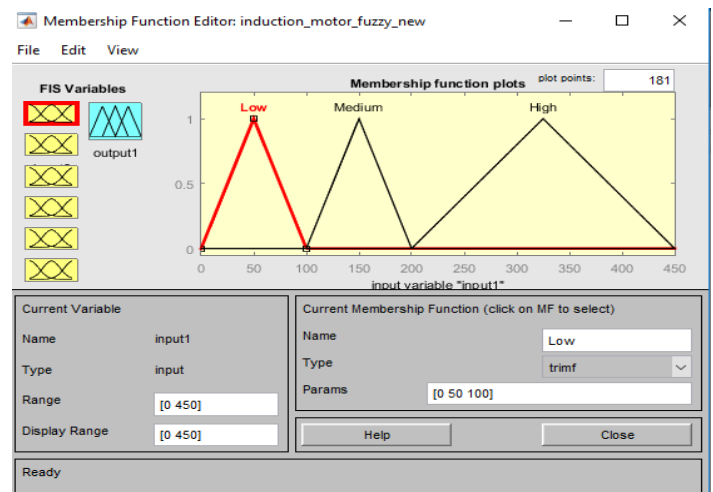 Membership Function Editor: induction_motor_fuzzy_new
File Edit View
FIS Variables
output1
Membership function plots
plot points:
181
Low
Medium
High
1
0.5
0
0 50 100 150 200 250 300 350 400 450
input variable "input1"
Current Variable
Name input1
Type input
Range [0 450]
Display Range [0 450]
Current Membership Function (click on MF to select)
Name Low
Type trimf
Params [0 50 100]
Help
Close
Ready